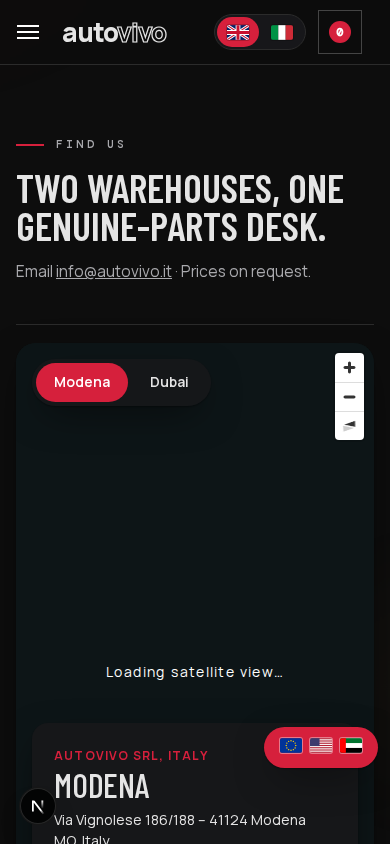 autovivo
0
FIND US
TWO WAREHOUSES, ONE
GENUINE-PARTS DESK.
Email info@autovivo.it · Prices on request.
Modena
Dubai
Loading satellite view…
AUTOVIVO SRL, ITALY
MODENA
N
Via Vignolese 186/188 – 41124 Modena
MO, Italy